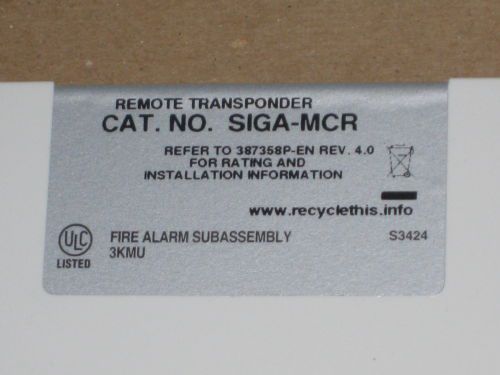 REMOTE TRANSPONDER
CAT. NO. SIGA-MCR
REFER TO 387358P-EN REV. 4.0
FOR RATING AND
INSTALLATION INFORMATION
www.recyclethis.info
ULC
LISTED
FIRE ALARM SUBASSEMBLY
3KMU
S3424